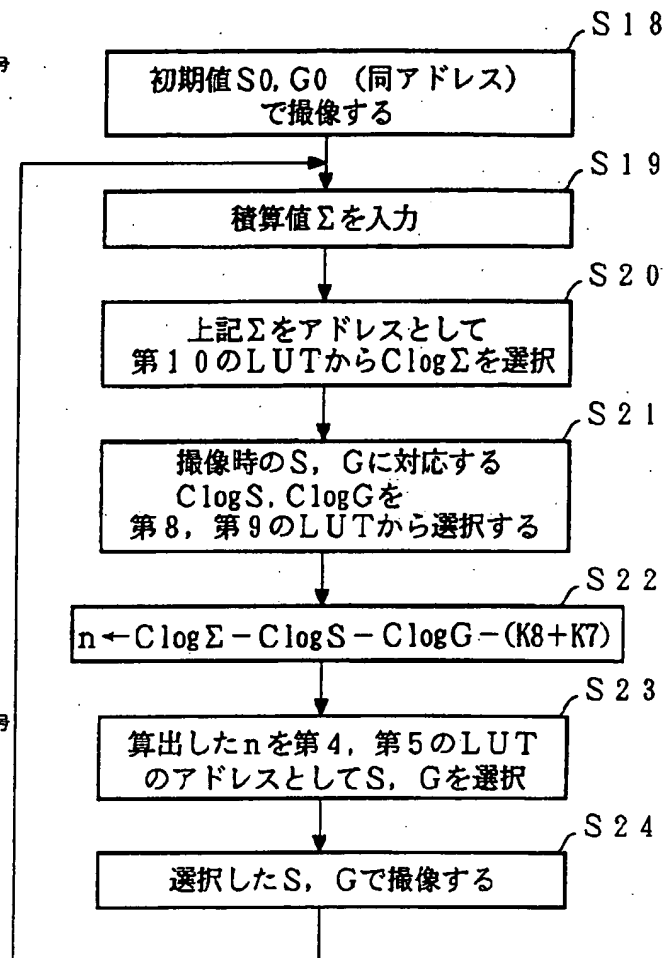 S18
号
初期値S0, G0 (同アドレス)
で撮像する
S19
積算値Σを入力
S20
上記ΣをアドレスとしてW
第10のLUTからClogΣを選択
S21
撮像時のS, Gに対応する
ClogS, ClogGを
第8, 第9のLUTから選択する
S22
n←ClogΣ－ClogS－ClogG－(K8+K7)
S23
号
算出したnを第4, 第5のLUT
のアドレスとしてS, Gを選択
S24
選択したS, Gで撮像する